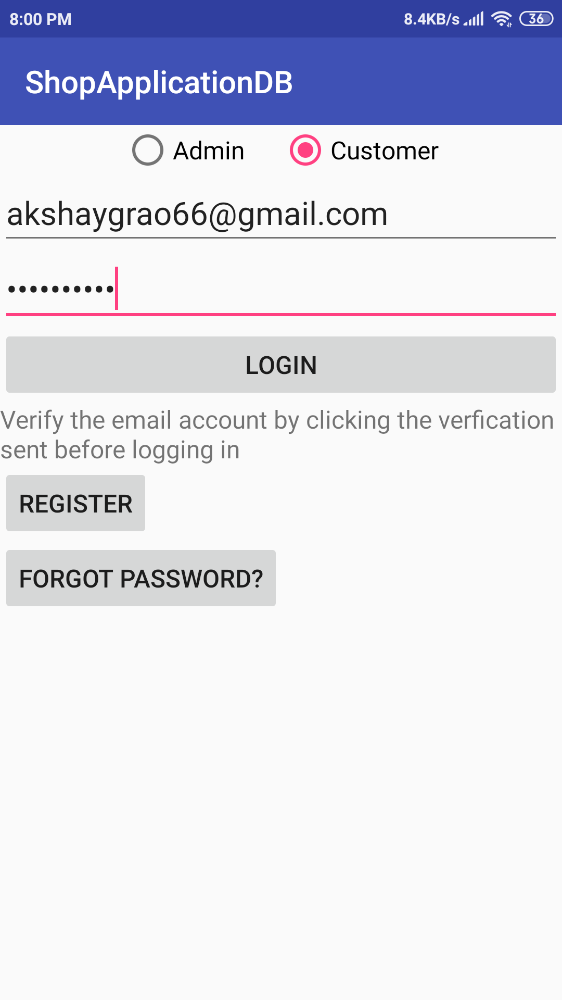 8:00 PM 8.4KB/s 36
ShopApplicationDB
Admin Customer
akshaygrao66@gmail.com
••••••••••
LOGIN
Verify the email account by clicking the verfication
sent before logging in
REGISTER
FORGOT PASSWORD?